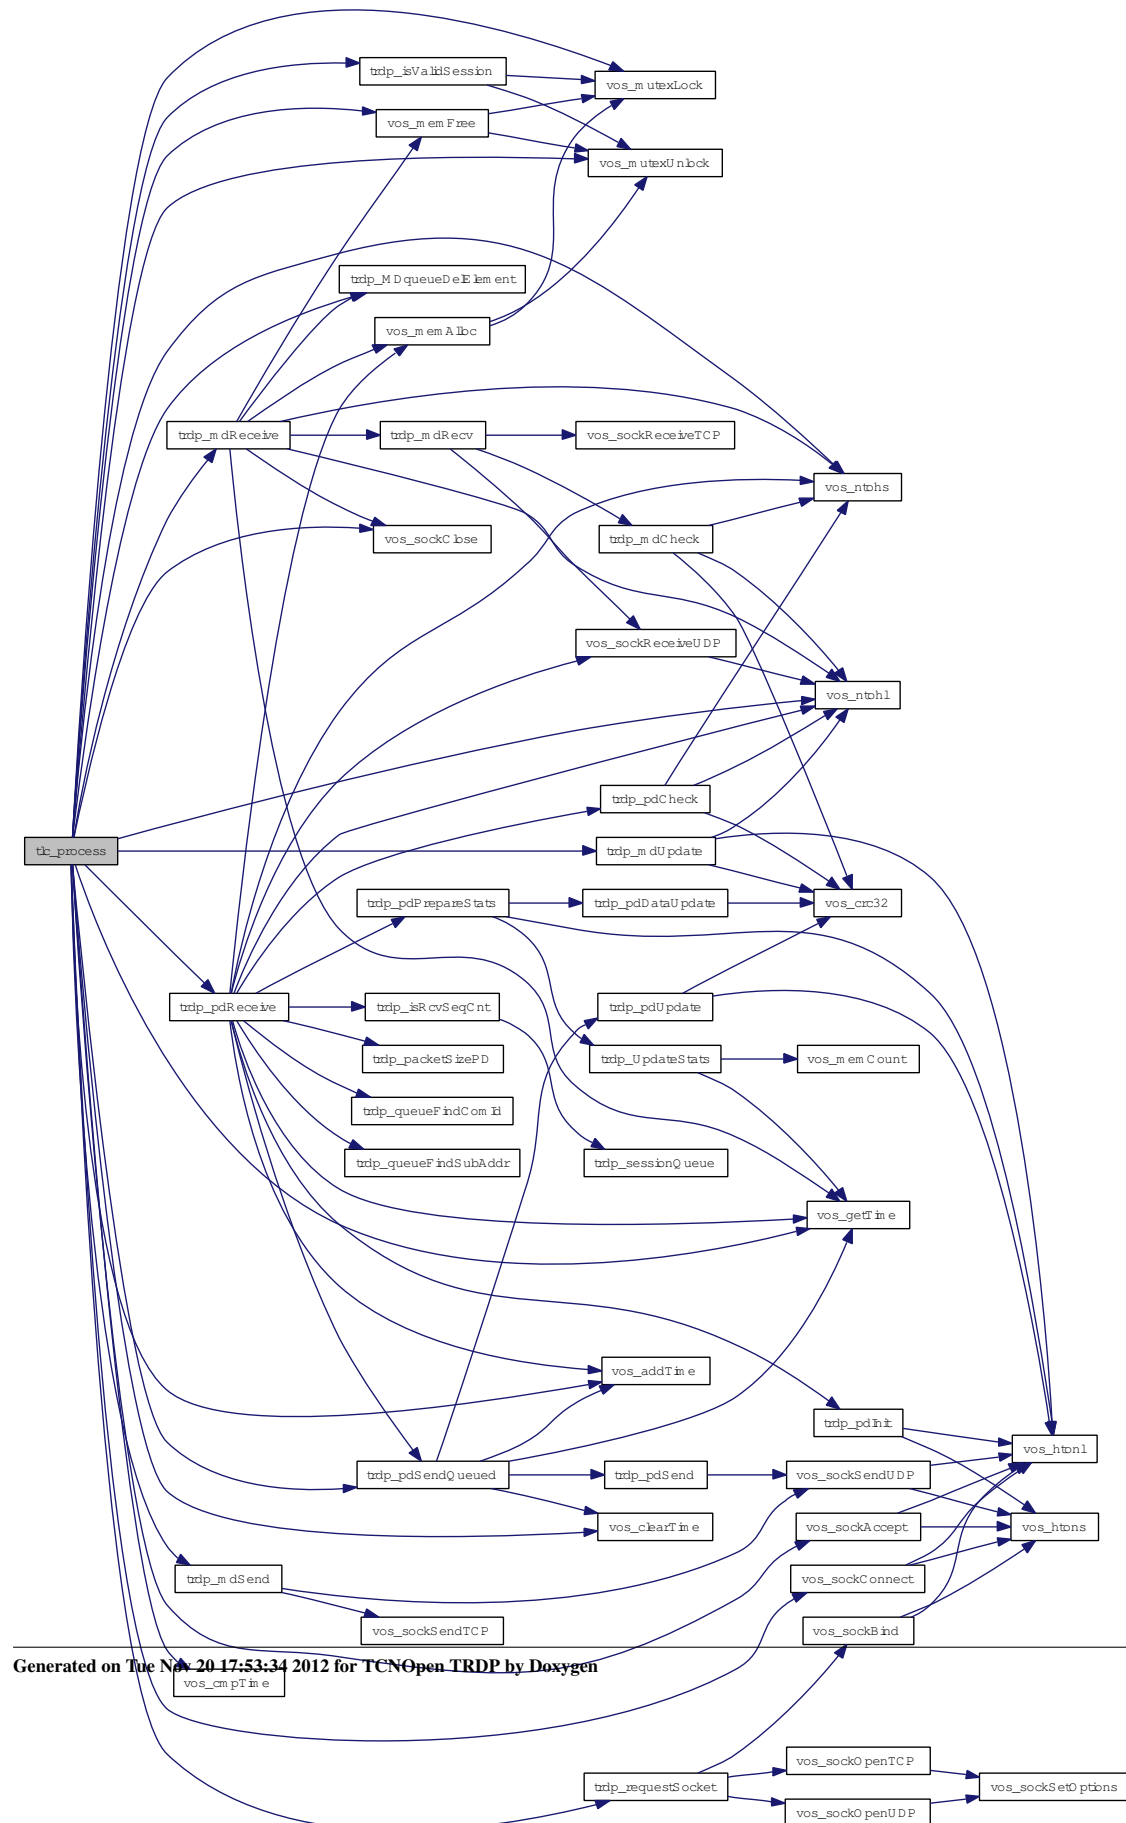 trdp_isValidSession
vos_mutexLock
vos_memFree
vos_mutexUnlock
trdp_MDqueueDelElement
vos_memAlloc
trdp_mdReceive
trdp_mdRecv
vos_sockReceiveTCP
vos_ntohs
vos_sockClose
trdp_mdCheck
vos_sockReceiveUDP
vos_ntohl
trdp_pdCheck
tlc_process
trdp_mdUpdate
trdp_pdPrepareStats
trdp_pdDataUpdate
vos_crc32
trdp_pdReceive
trdp_isRcvSeqCnt
trdp_pdUpdate
trdp_packetSizePD
trdp_UpdateStats
vos_memCount
trdp_queueFindComId
trdp_queueFindSubAddr
trdp_sessionQueue
vos_getTime
vos_addTime
trdp_pdInit
vos_htonl
trdp_pdSendQueued
trdp_pdSend
vos_sockSendUDP
vos_clearTime
vos_sockAccept
vos_htons
trdp_mdSend
vos_sockConnect
vos_sockSendTCP
vos_sockBind
Generated on Tue Nov 20 17:53:34 2012 for TCNOpen TRDP by Doxygen
vos_cmpTime
vos_sockOpenTCP
trdp_requestSocket
vos_sockSetOptions
vos_sockOpenUDP